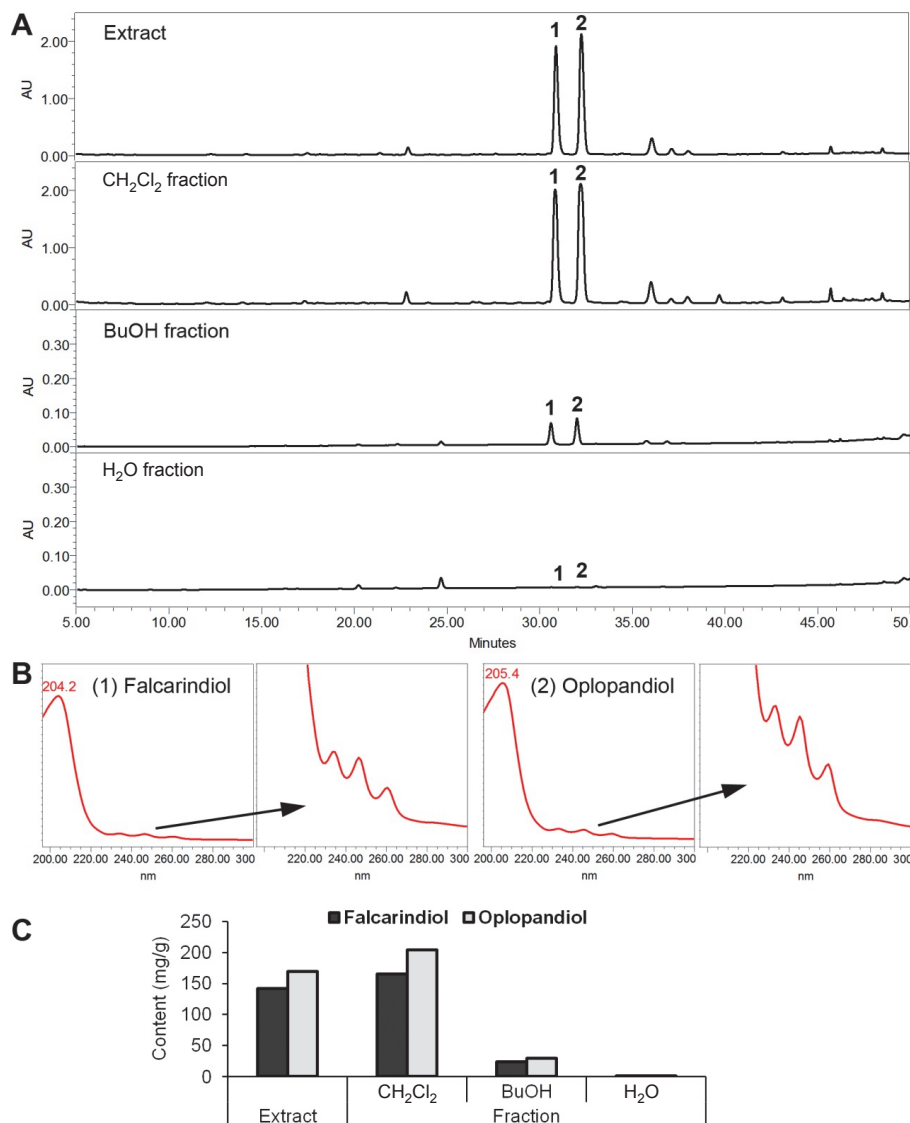 A
Extract
1 2
2.00
1.00
0.00
AU
CH2Cl2 fraction
1 2
2.00
1.00
0.00
AU
BuOH fraction
1 2
0.30
0.20
0.10
0.00
AU
H2O fraction
1 2
0.30
0.20
0.10
0.00
AU
5.00 10.00 15.00 20.00 25.00 30.00 35.00 40.00 45.00 50
Minutes
B
204.2 (1) Falcarindiol
205.4 (2) Oplopandiol
200.00 220.00 240.00 260.00 280.00 300
220.00 240.00 260.00 280.00 300
200.00 220.00 240.00 260.00 280.00 300
220.00 240.00 260.00 280.00 300
nm nm nm nm
C
Falcarindiol Oplopandiol
Content (mg/g)
250
200
150
100
50
0
CH2Cl2 BuOH H2O
Extract Fraction